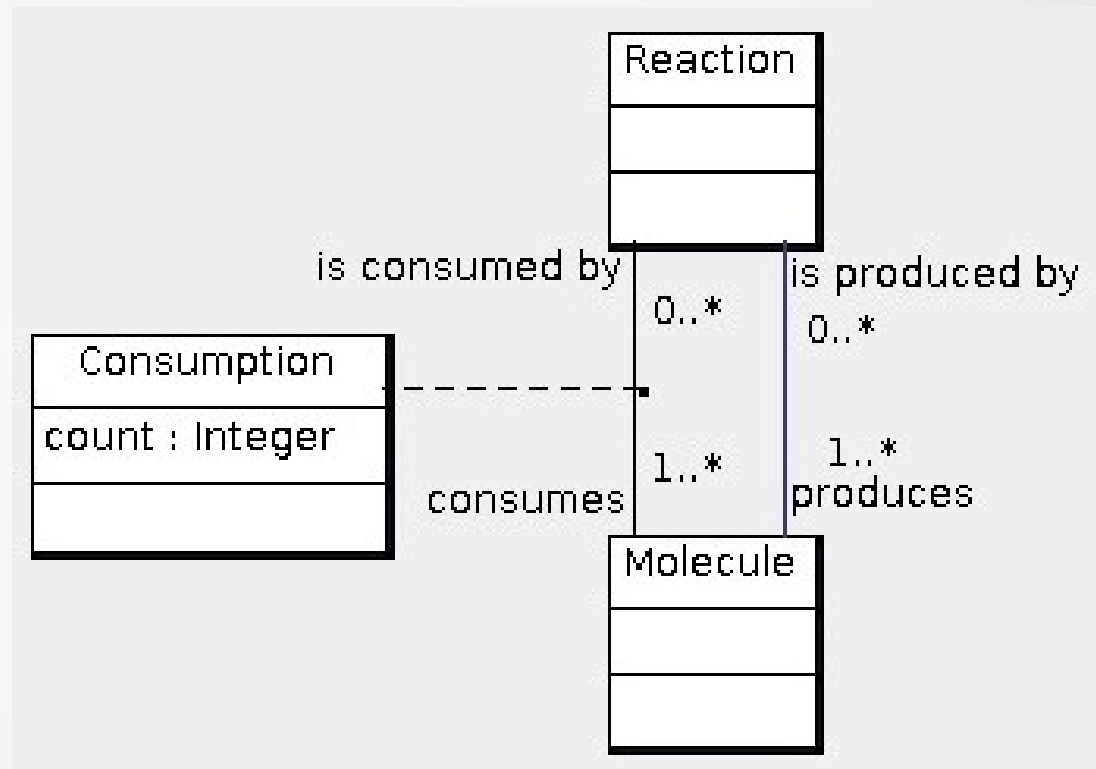 Reaction
is consumed by
is produced by
0..*
0..*
Consumption
count : Integer
1..*
1..*
consumes
produces
Molecule